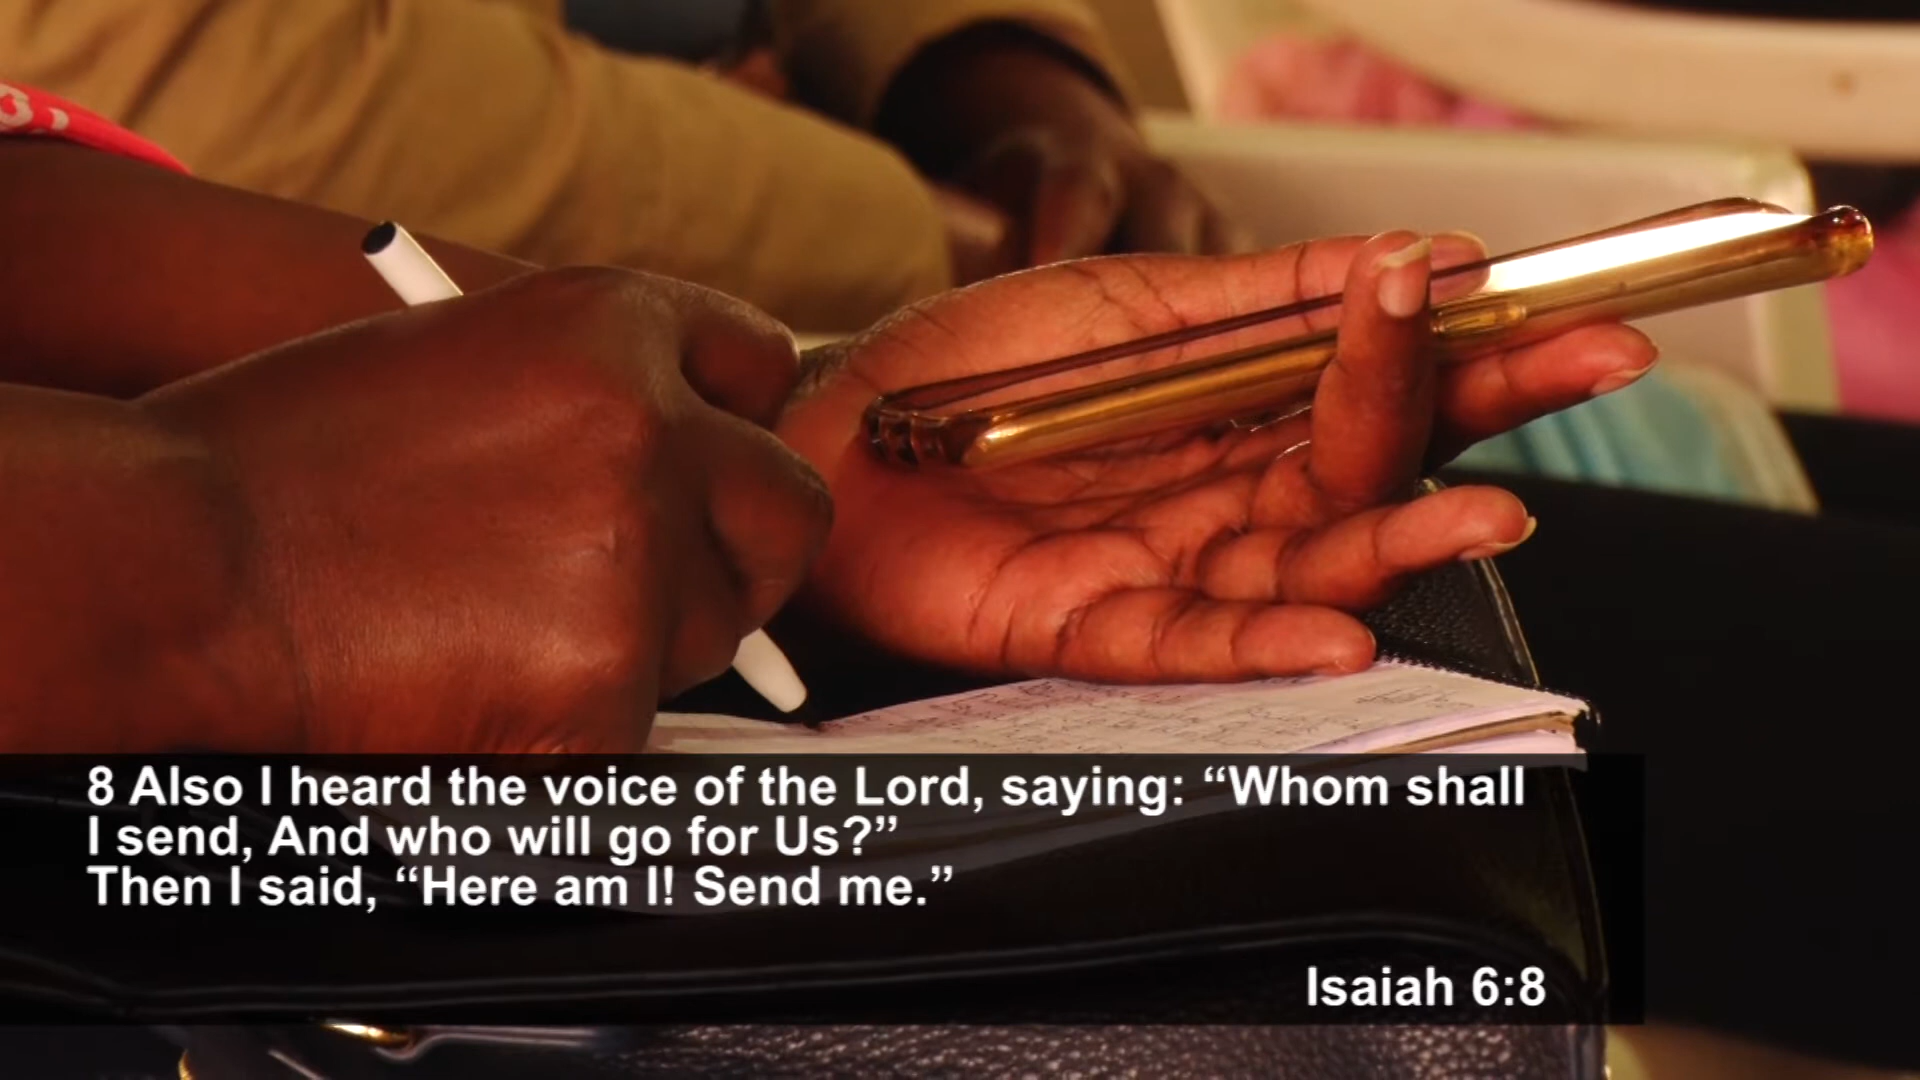 8 Also I heard the voice of the Lord, saying: “Whom shall
I send, And who will go for Us?”
Then I said, “Here am I! Send me.”
Isaiah 6:8